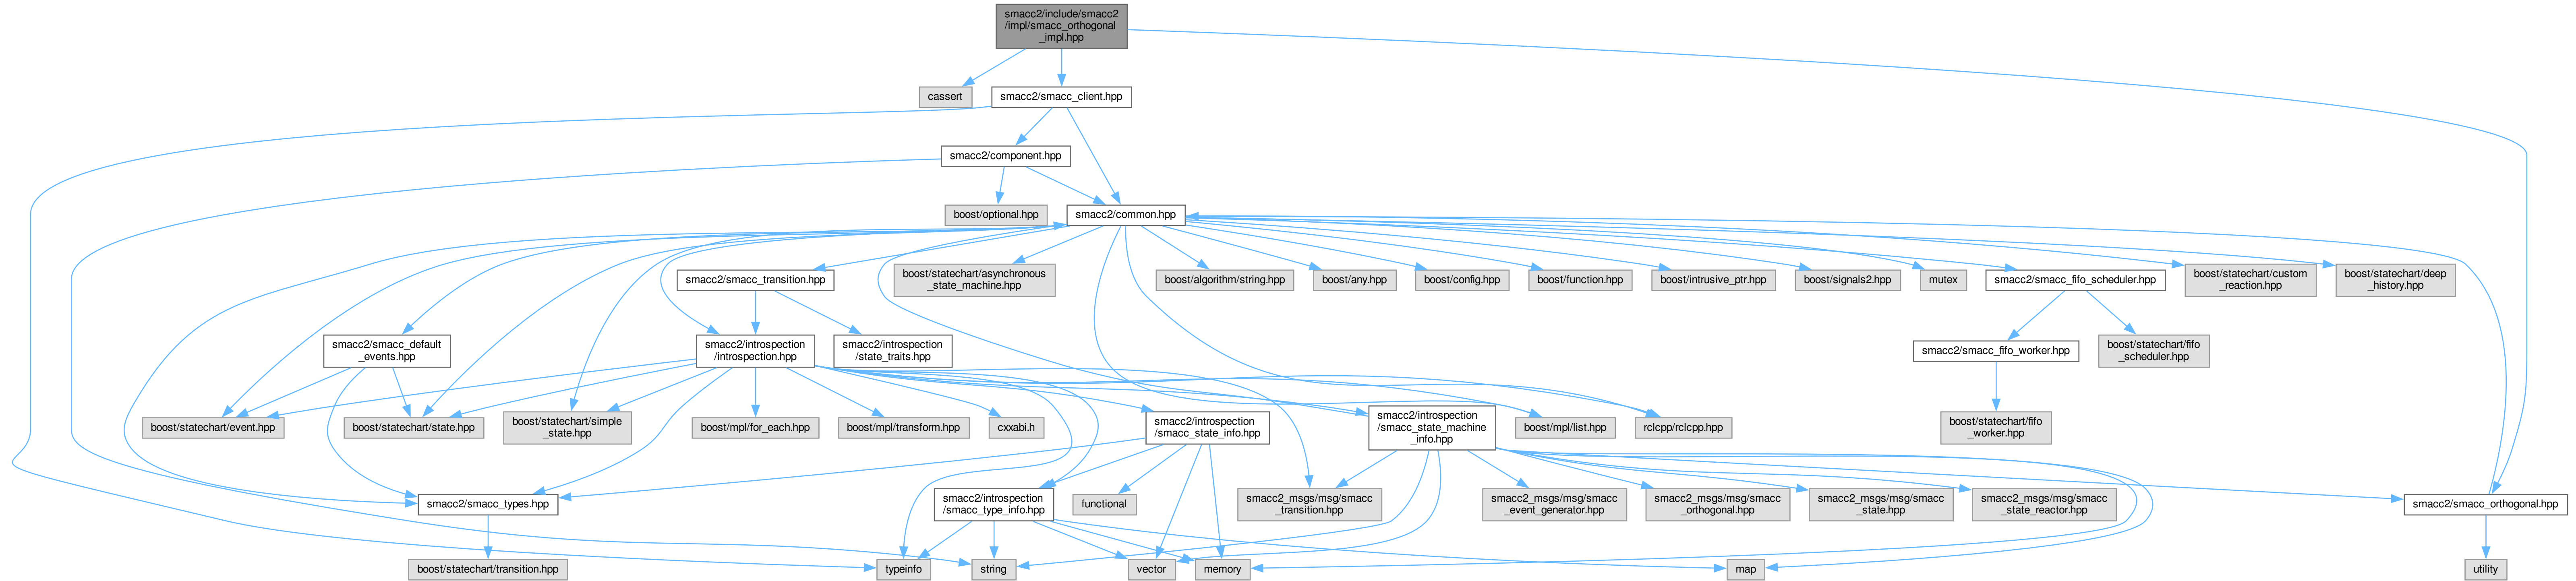 smacc2/include/smacc2
/impl/smacc_orthogonal
_impl.hpp
cassert
smacc2/smacc_client.hpp
smacc2/component.hpp
boost/optional.hpp
smacc2/common.hpp
smacc2/smacc_transition.hpp
boost/statechart/asynchronous
_state_machine.hpp
boost/algorithm/string.hpp
boost/any.hpp
boost/config.hpp
boost/function.hpp
boost/intrusive_ptr.hpp
boost/signals2.hpp
mutex
smacc2/smacc_fifo_scheduler.hpp
boost/statechart/custom
_reaction.hpp
boost/statechart/deep
_history.hpp
smacc2/smacc_default
_events.hpp
smacc2/introspection
/introspection.hpp
smacc2/introspection
/state_traits.hpp
smacc2/smacc_fifo_worker.hpp
boost/statechart/fifo
_scheduler.hpp
boost/statechart/event.hpp
boost/statechart/state.hpp
boost/statechart/simple
_state.hpp
boost/mpl/for_each.hpp
boost/mpl/transform.hpp
cxxabi.h
smacc2/introspection
/smacc_state_info.hpp
smacc2/introspection
/smacc_state_machine
_info.hpp
boost/mpl/list.hpp
rclcpp/rclcpp.hpp
boost/statechart/fifo
_worker.hpp
smacc2/smacc_types.hpp
smacc2/introspection
/smacc_type_info.hpp
functional
smacc2_msgs/msg/smacc
_transition.hpp
smacc2_msgs/msg/smacc
_event_generator.hpp
smacc2_msgs/msg/smacc
_orthogonal.hpp
smacc2_msgs/msg/smacc
_state.hpp
smacc2_msgs/msg/smacc
_state_reactor.hpp
smacc2/smacc_orthogonal.hpp
boost/statechart/transition.hpp
typeinfo
string
vector
memory
map
utility